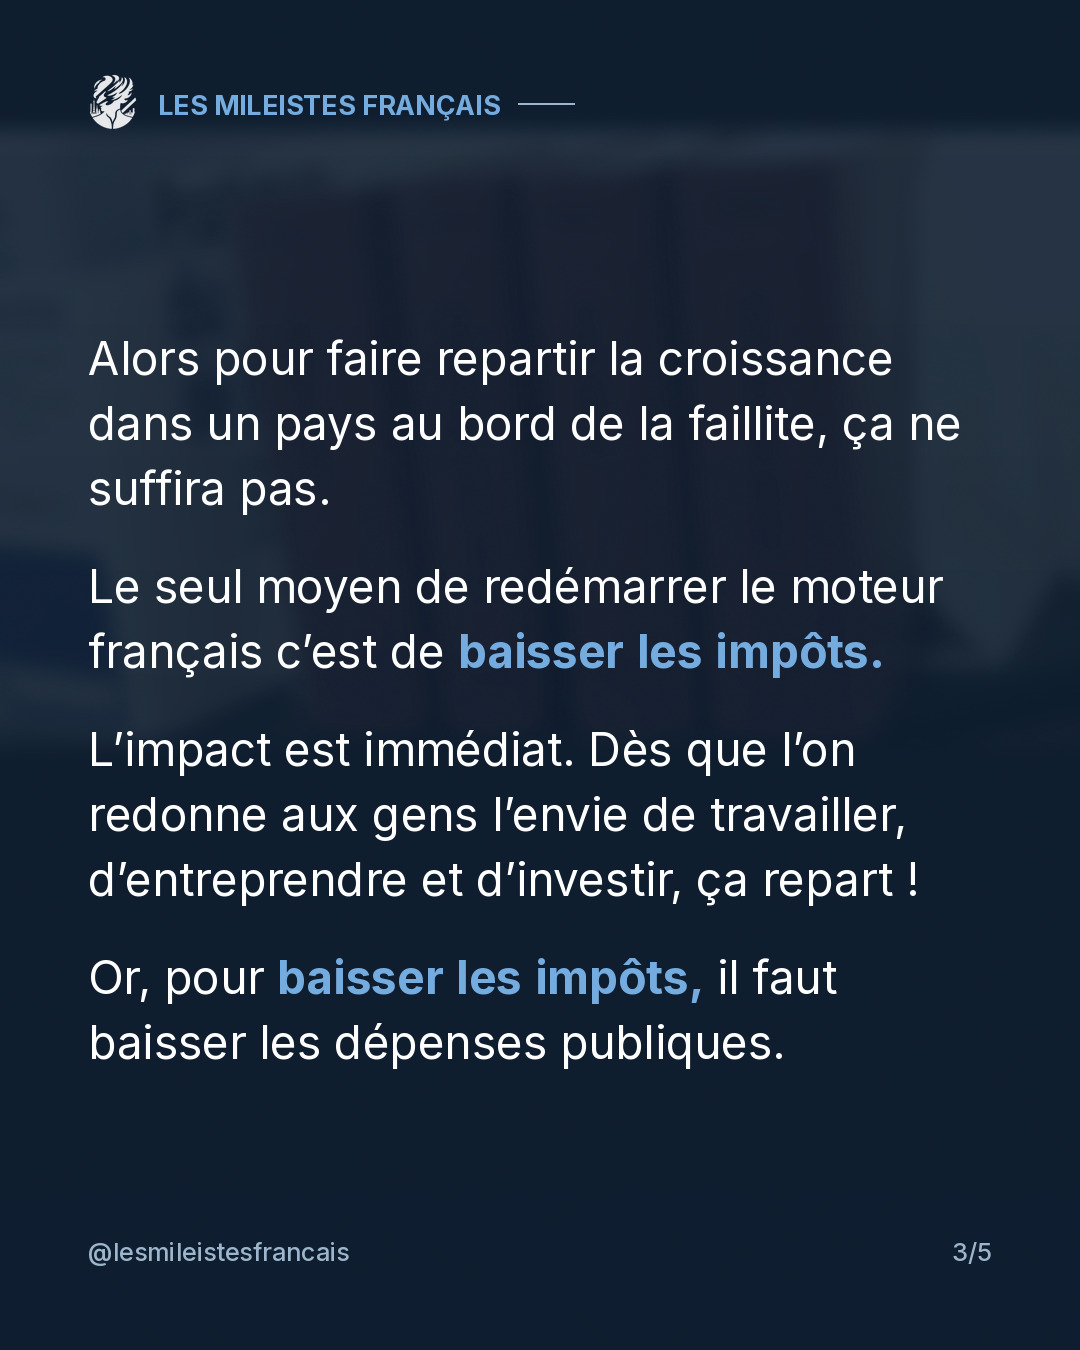 LES MILEISTES FRANÇAIS
Alors pour faire repartir la croissance
dans un pays au bord de la faillite, ça ne
suffira pas.
Le seul moyen de redémarrer le moteur
français c’est de baisser les impôts.
L’impact est immédiat. Dès que l’on
redonne aux gens l’envie de travailler,
d’entreprendre et d’investir, ça repart !
Or, pour baisser les impôts, il faut
baisser les dépenses publiques.
@lesmileistesfrancais
3/5